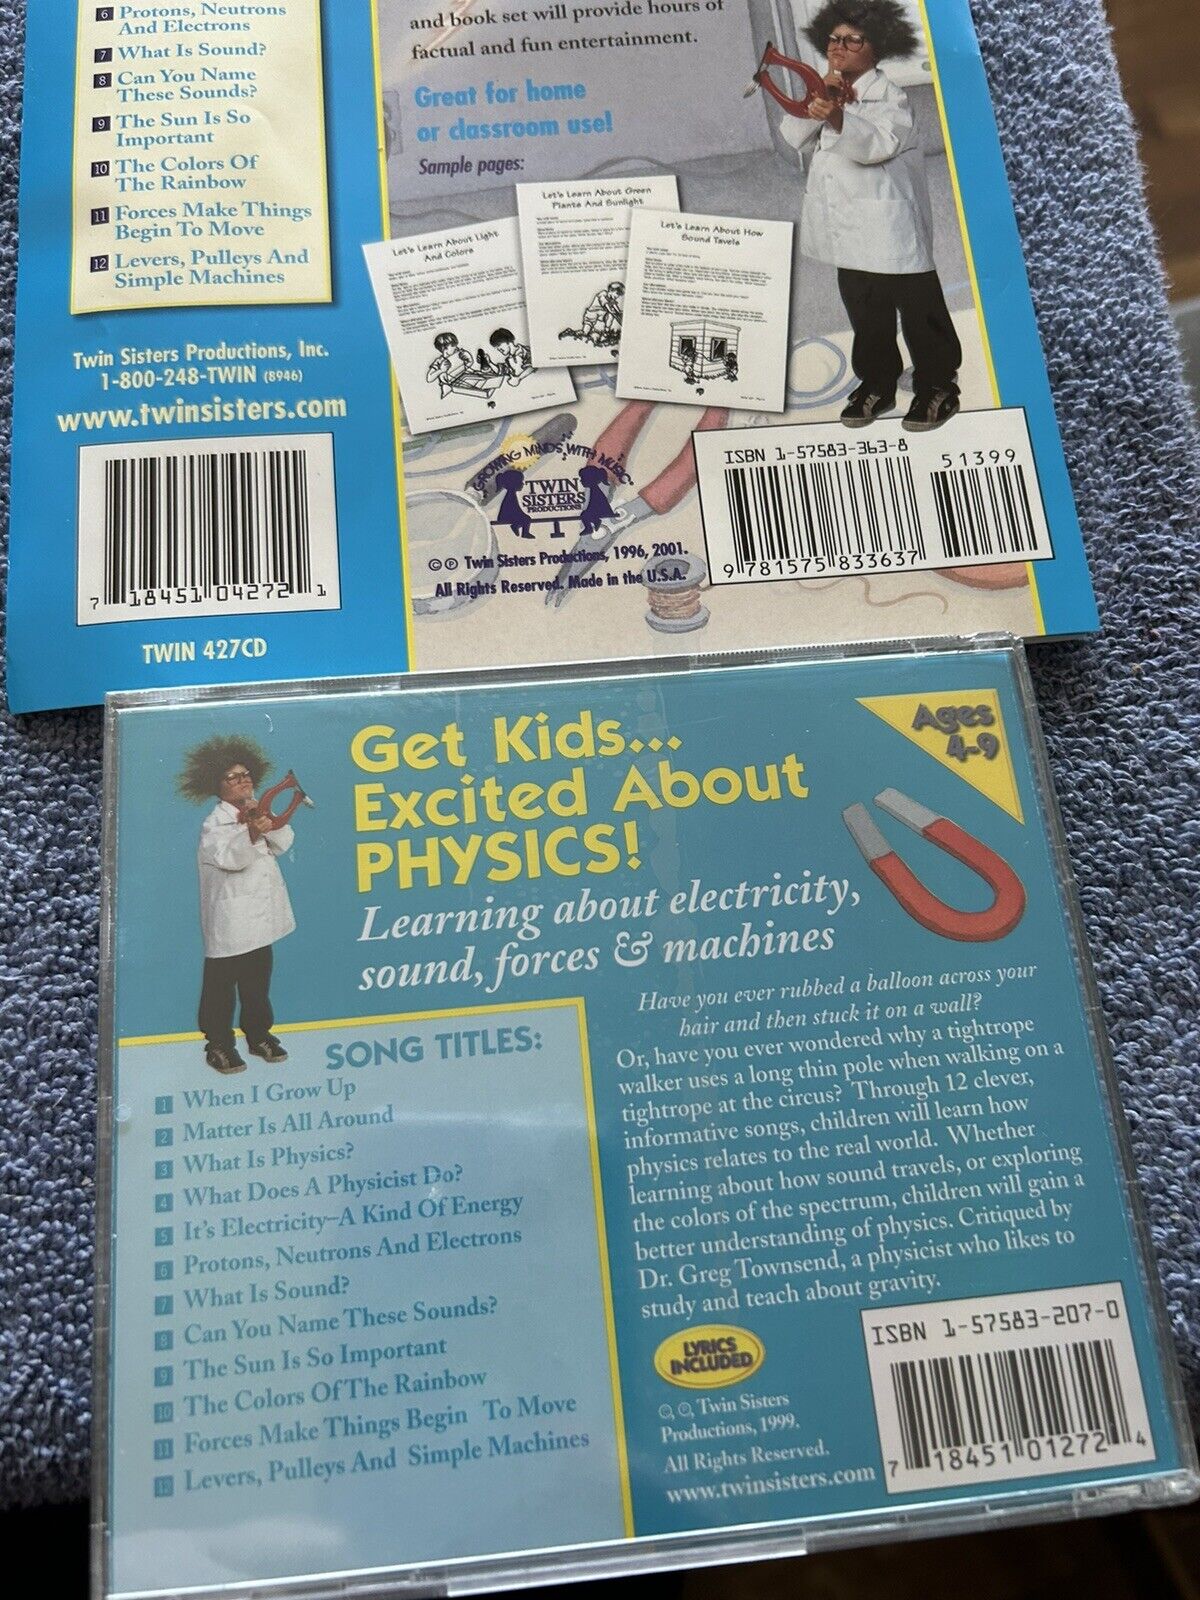 6 Protons, Neutrons
And Electrons
7 What Is Sound?
8 Can You Name
These Sounds?
9 The Sun Is So
Important
10 The Colors Of
The Rainbow
11 Forces Make Things
Begin To Move
12 Levers, Pulleys And
Simple Machines
Twin Sisters Productions, Inc.
1-800-248-TWIN (8946)
www.twinsisters.com
7 18451 04272 1
TWIN 427CD
and book set will provide hours of
factual and fun entertainment.
Great for home
or classroom use!
Sample pages:
Let's Learn About Light
And Colors
Let's Learn About Green
Plants And Sunlight
Let's Learn About How
Sound Tavels
GROWING MINDS WITH MUSIC
TWIN
SISTERS
PRODUCTIONS
©℗ Twin Sisters Productions, 1996, 2001.
All Rights Reserved. Made in the U.S.A.
ISBN 1-57583-363-8
51399
9 781575 833637
Get Kids...
Excited About
PHYSICS!
Learning about electricity,
sound, forces & machines
Ages
4-9
SONG TITLES:
1 When I Grow Up
2 Matter Is All Around
3 What Is Physics?
4 What Does A Physicist Do?
5 It's Electricity–A Kind Of Energy
6 Protons, Neutrons And Electrons
7 What Is Sound?
8 Can You Name These Sounds?
9 The Sun Is So Important
10 The Colors Of The Rainbow
11 Forces Make Things Begin To Move
12 Levers, Pulleys And Simple Machines
Have you ever rubbed a balloon across your
hair and then stuck it on a wall?
Or, have you ever wondered why a tightrope
walker uses a long thin pole when walking on a
tightrope at the circus? Through 12 clever,
informative songs, children will learn how
physics relates to the real world. Whether
learning about how sound travels, or exploring
the colors of the spectrum, children will gain a
better understanding of physics. Critiqued by
Dr. Greg Townsend, a physicist who likes to
study and teach about gravity.
LYRICS
INCLUDED
©, ℗, Twin Sisters
Productions, 1999.
All Rights Reserved.
www.twinsisters.com
ISBN 1-57583-207-0
7 18451 01272 4